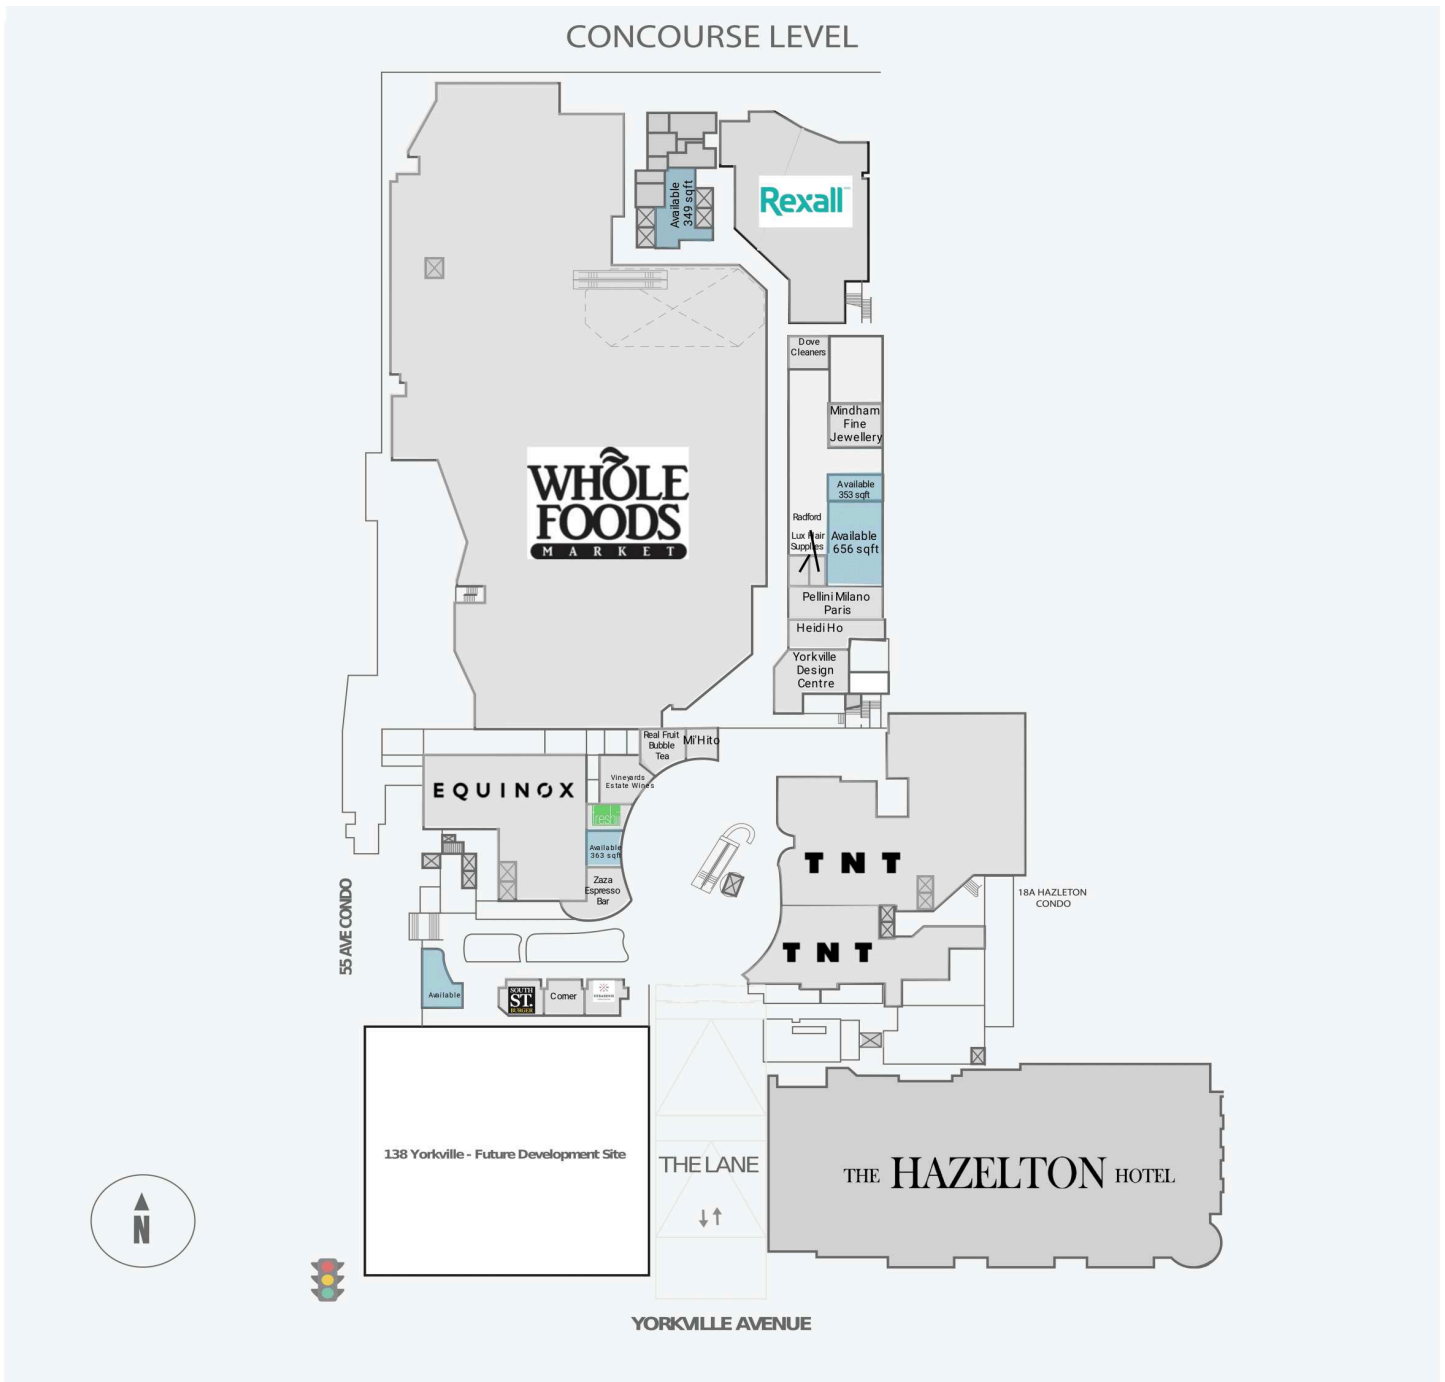 CONCOURSE LEVEL
Available
349 sqft
Rexall
Dove
Cleaners
Mindham
Fine
Jewellery
Available
353 sqft
Radford
Lux Hair
Supplies
Available
656 sqft
WHOLE
FOODS
MARKET
Pellini Milano
Paris
Heidi Ho
Yorkville
Design
Centre
Real Fruit
Bubble
Tea
Mi'Hito
Vineyards
Estate Wines
EQUINOX
fresh
Available
363 sqft
Zaza
Espresso
Bar
TNT
18A HAZLETON
CONDO
TNT
55 AVE CONDO
Available
SOUTH
ST.
BURGER
Corner
138 Yorkville - Future Development Site
THE LANE
THE HAZELTON HOTEL
N
YORKVILLE AVENUE